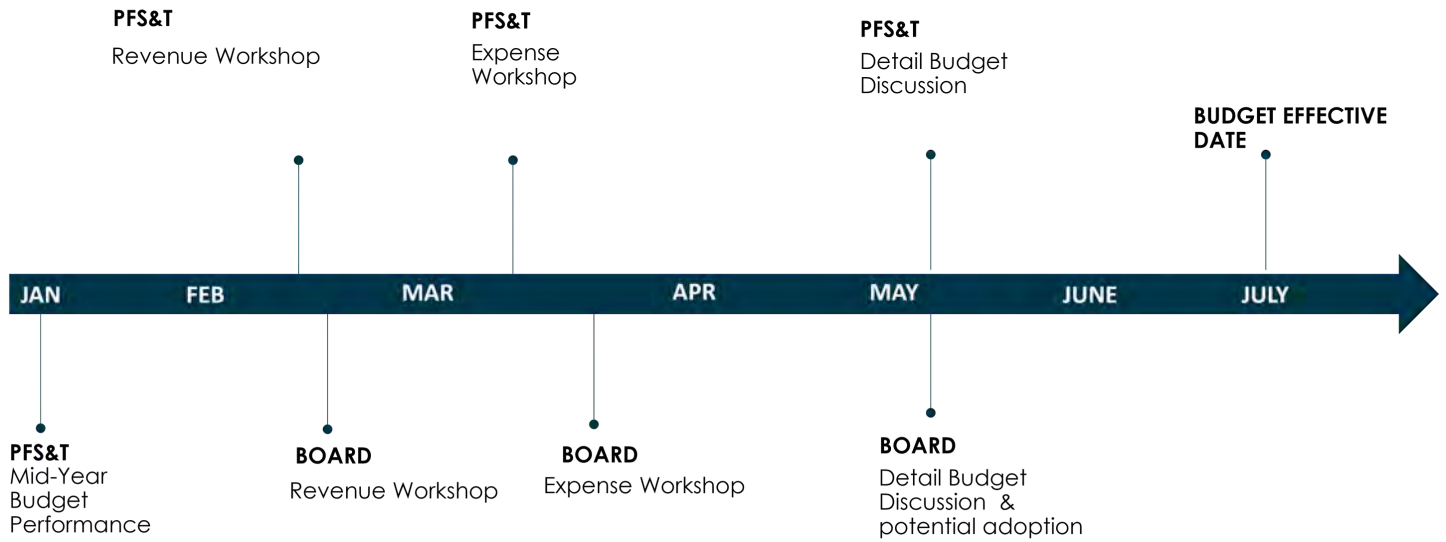 PFS&T
Revenue Workshop
PFS&T
Expense
Workshop
PFS&T
Detail Budget
Discussion
BUDGET EFFECTIVE
DATE
JAN
FEB
MAR
APR
MAY
JUNE
JULY
PFS&T
Mid-Year
Budget
Performance
BOARD
Revenue Workshop
BOARD
Expense Workshop
BOARD
Detail Budget
Discussion &
potential adoption